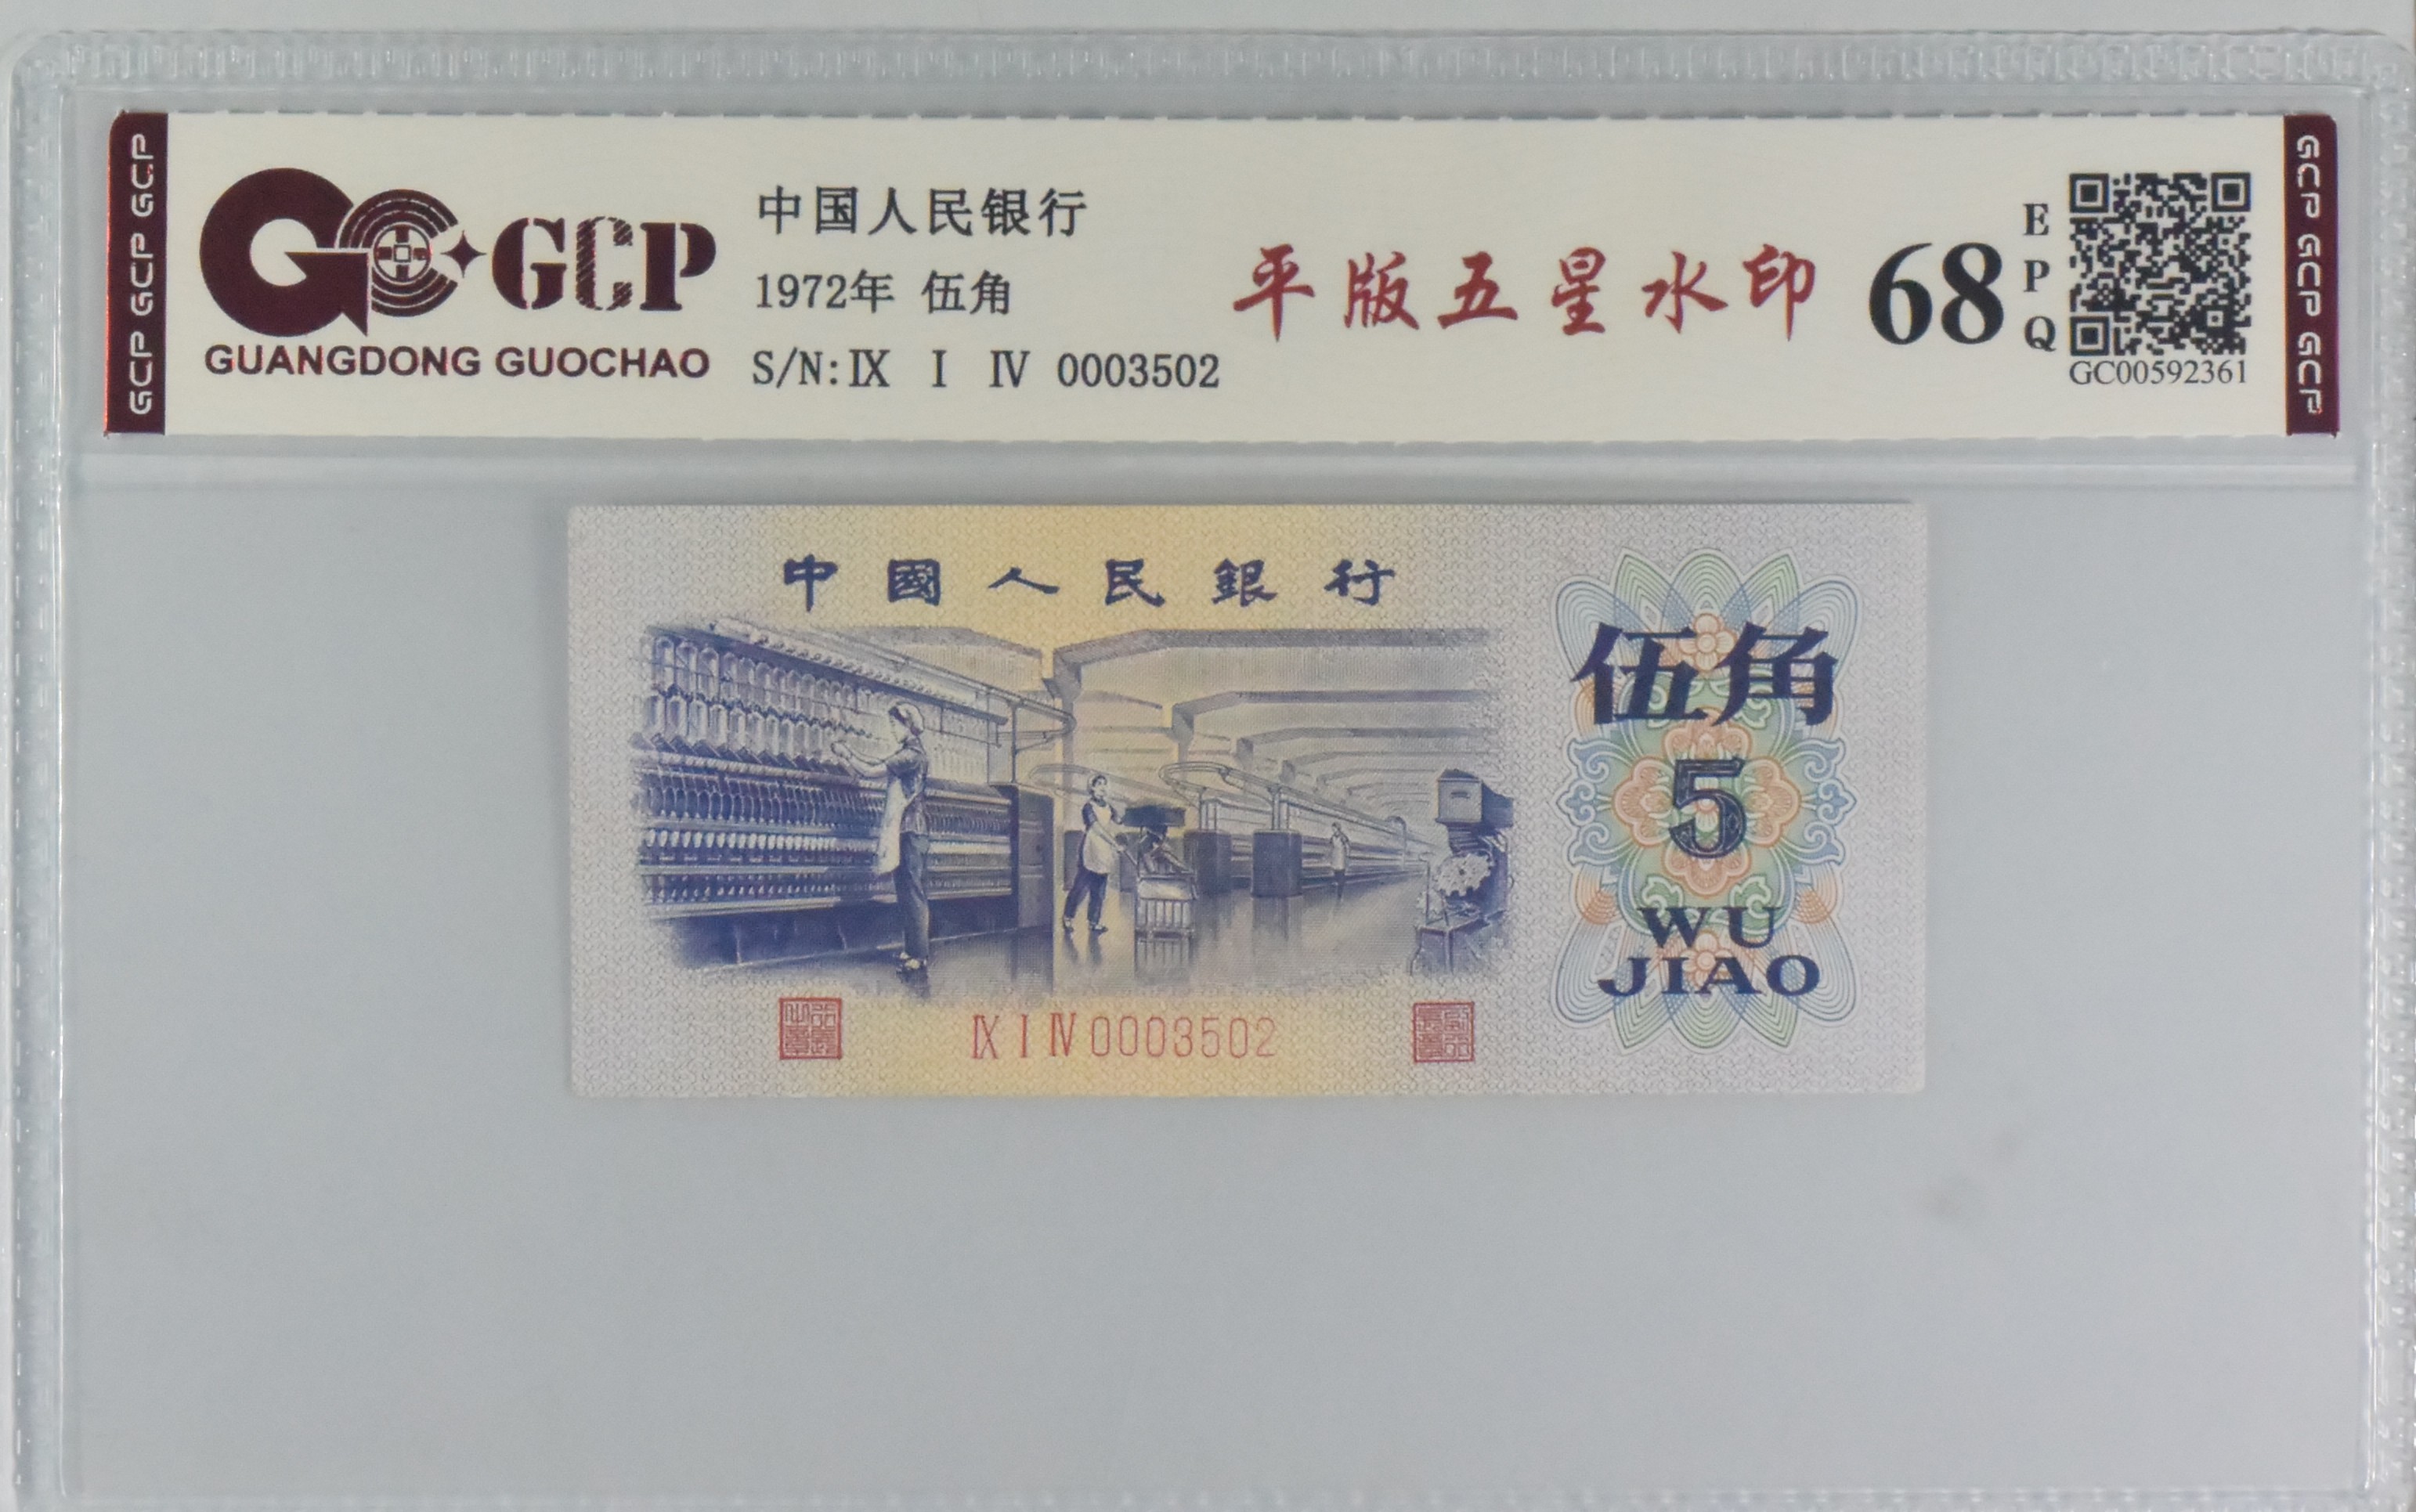 GCP GCP GCP
GCP
GUANGDONG GUOCHAO
中国人民银行
1972年 伍角
S/N:Ⅸ Ⅰ Ⅳ 0003502
平版五星水印
68
EPQ
GC00592361
GCP GCP GCP
中國人民銀行
伍角
5
WU
JIAO
Ⅸ Ⅰ Ⅳ 0003502